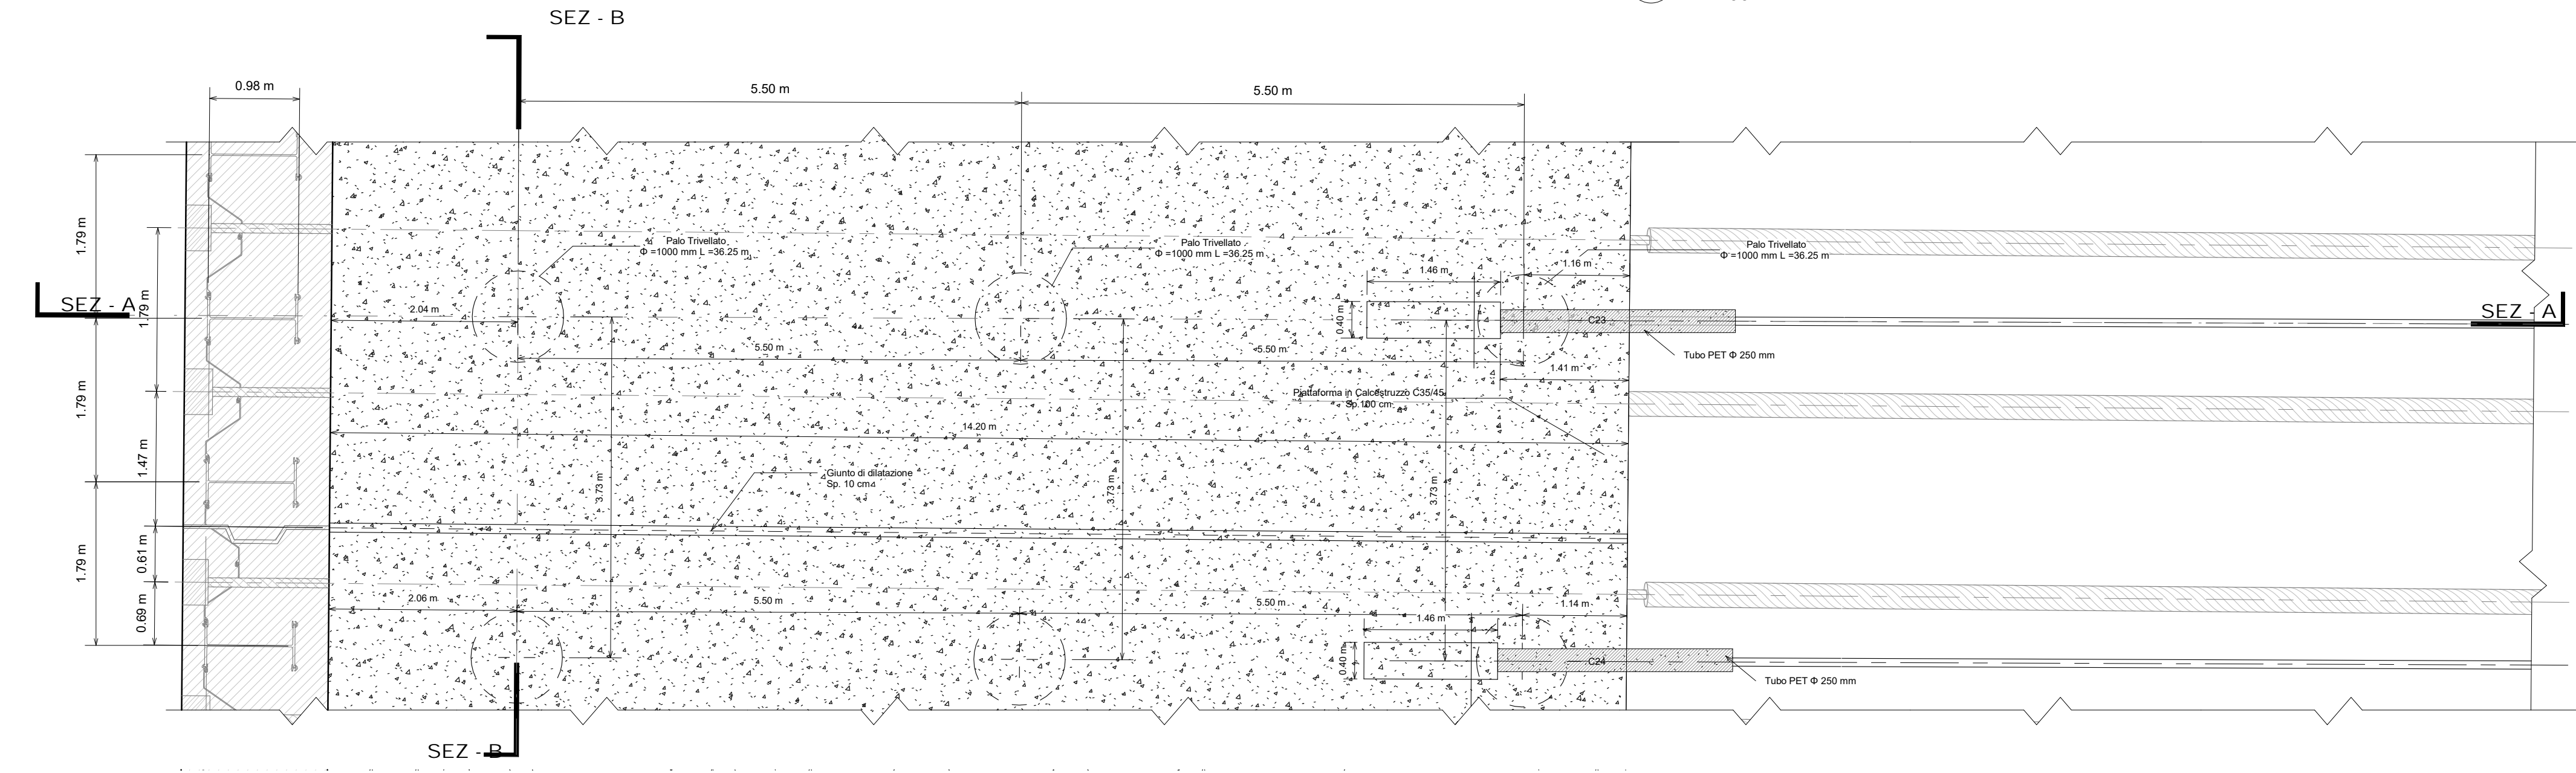 SEZ - B
0.98 m
5.50 m
5.50 m
Palo Trivellato
Φ =1000 mm L =36.25 m
Palo Trivellato
Φ =1000 mm L =36.25 m
Palo Trivellato
Φ =1000 mm L =36.25 m
1.79 m
1.79 m
1.46 m
1.16 m
SEZ - A
SEZ - A
2.04 m
0.40 m
C23
5.50 m
5.50 m
Tubo PET Φ 250 mm
1.41 m
1.79 m
Piattaforma in Calcestruzzo C35/45
Sp.100 cm
14.20 m
1.47 m
Giunto di dilatazione
Sp. 10 cm
3.73 m
3.73 m
3.73 m
1.79 m
0.61 m
2.06 m
5.50 m
5.50 m
1.14 m
0.69 m
1.46 m
0.40 m
C24
Tubo PET Φ 250 mm
SEZ - B